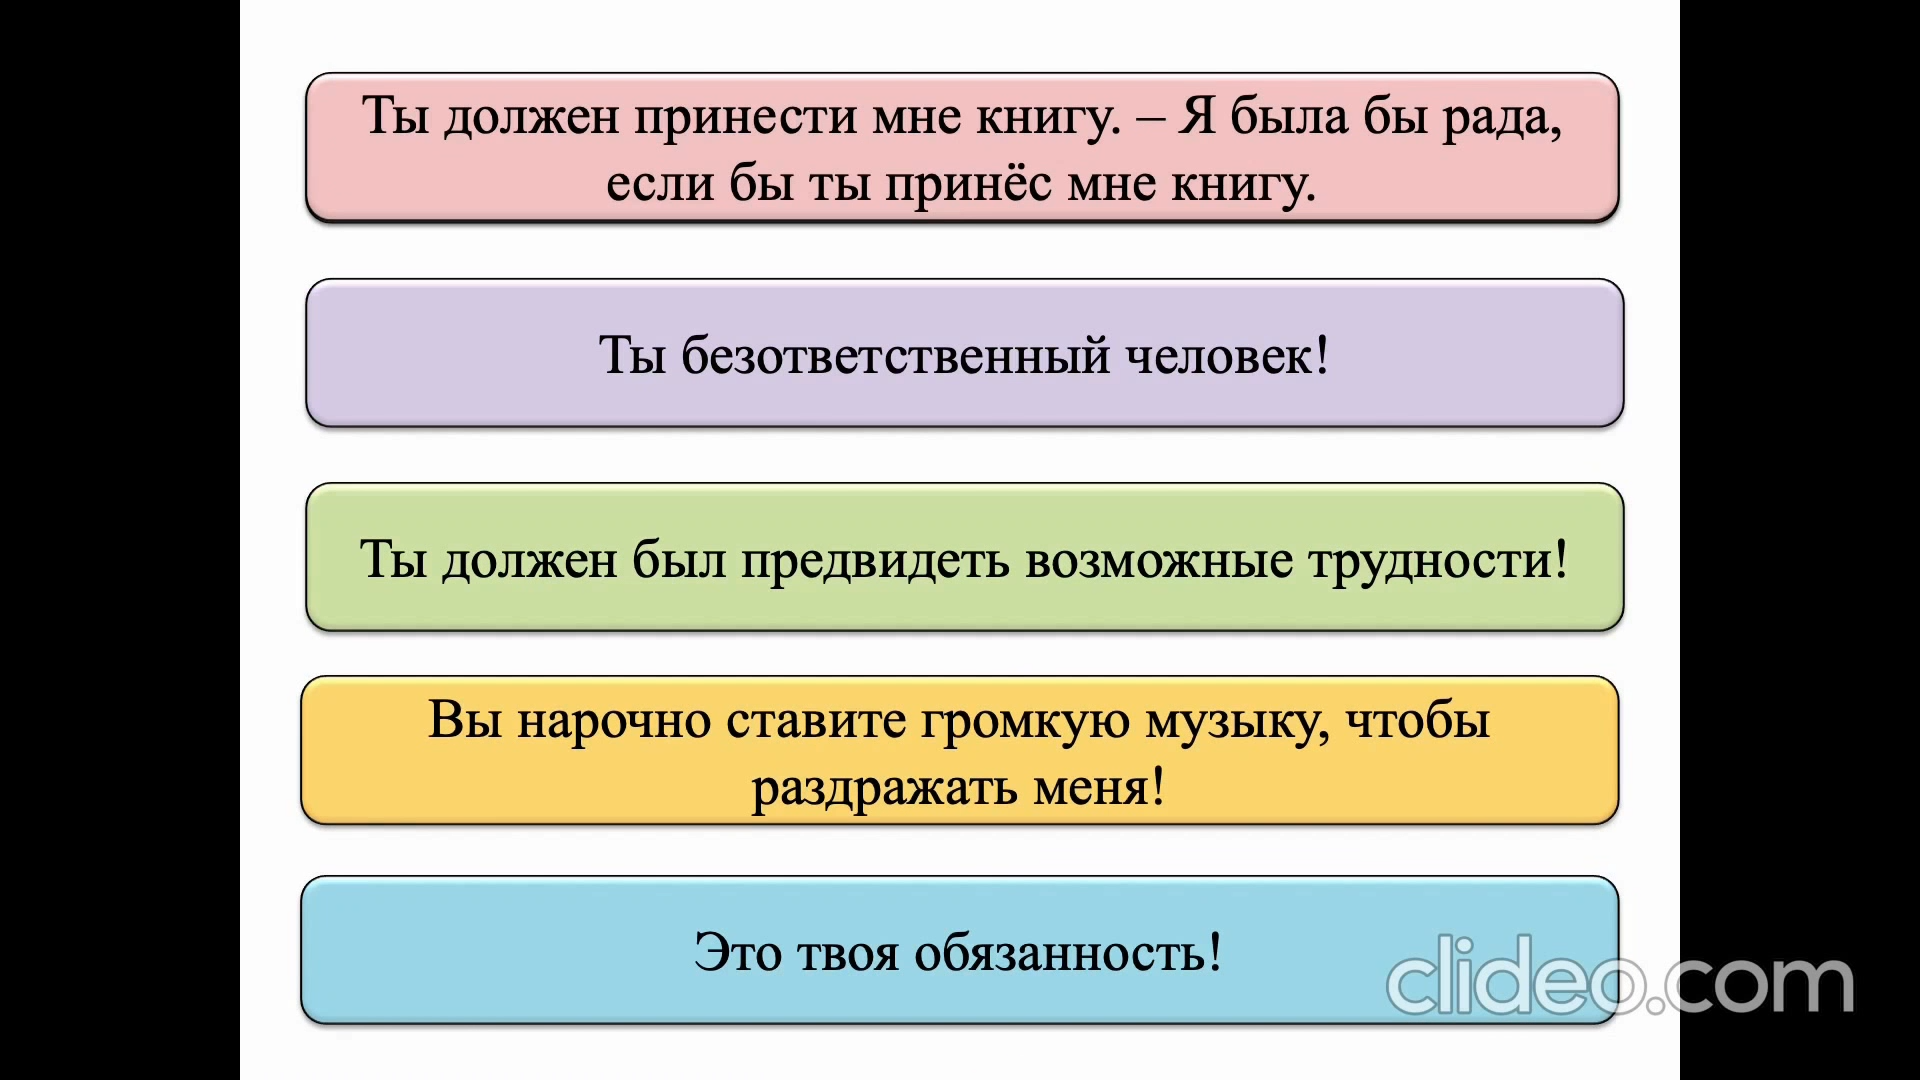 Ты должен принести мне книгу. – Я была бы рада,
если бы ты принёс мне книгу.
Ты безответственный человек!
Ты должен был предвидеть возможные трудности!
Вы нарочно ставите громкую музыку, чтобы
раздражать меня!
Это твоя обязанность!
clideo.com